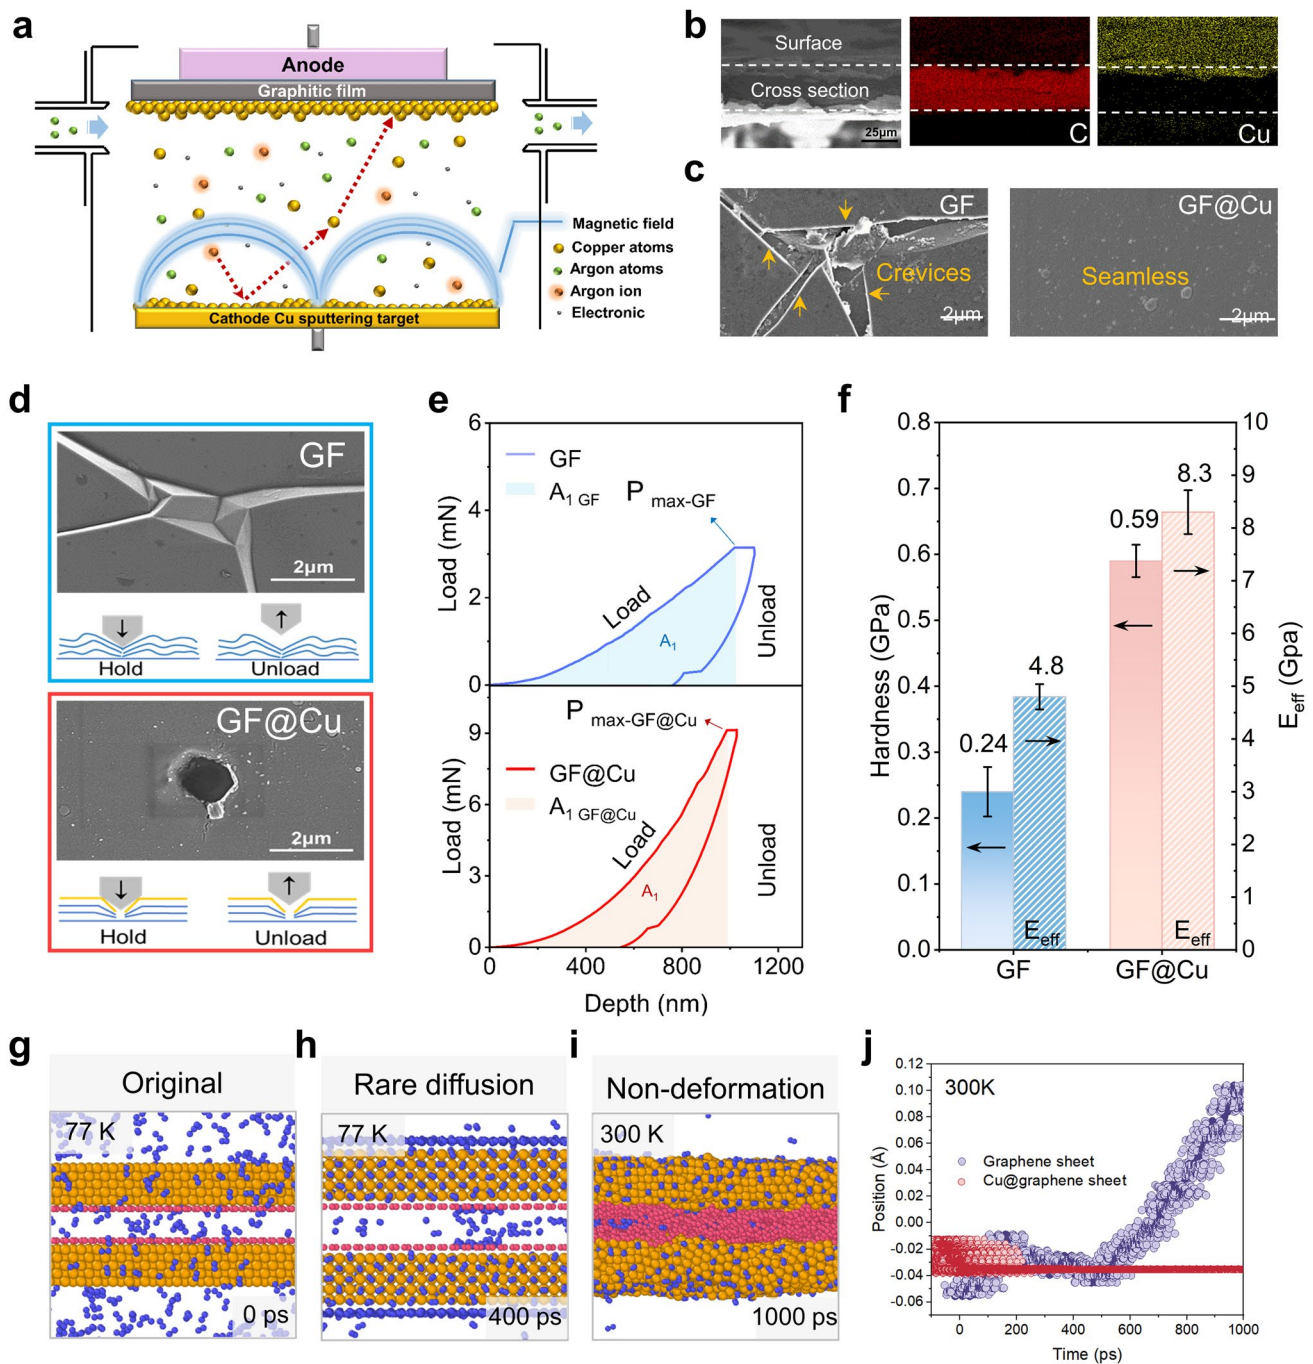 a
Anode
Graphitic film
Magnetic field
Copper atoms
Argon atoms
Argon ion
Electronic
Cathode Cu sputtering target
b
Surface
Cross section
25μm
C
Cu
c
GF
Crevices
2μm
GF@Cu
Seamless
2μm
d
GF
2μm
Hold
Unload
GF@Cu
2μm
Hold
Unload
e
6
4
2
0
Load (mN)
GF
A1 GF
P max-GF
Load
A1
Unload
9
6
3
0
Load (mN)
P max-GF@Cu
GF@Cu
A1 GF@Cu
Load
A1
Unload
0
400
800
1200
Depth (nm)
f
0.8
0.7
0.6
0.5
0.4
0.3
0.2
0.1
0.0
Hardness (GPa)
0.24
4.8
0.59
8.3
Eeff
Eeff
GF
GF@Cu
10
9
8
7
6
5
4
3
2
1
0
Eeff (Gpa)
g
Original
77 K
0 ps
h
Rare diffusion
77 K
400 ps
i
Non-deformation
300 K
1000 ps
j
0.12
0.10
0.08
0.06
0.04
0.02
0.00
-0.02
-0.04
-0.06
Position (Å)
300K
Graphene sheet
Cu@graphene sheet
0
200
400
600
800
1000
Time (ps)